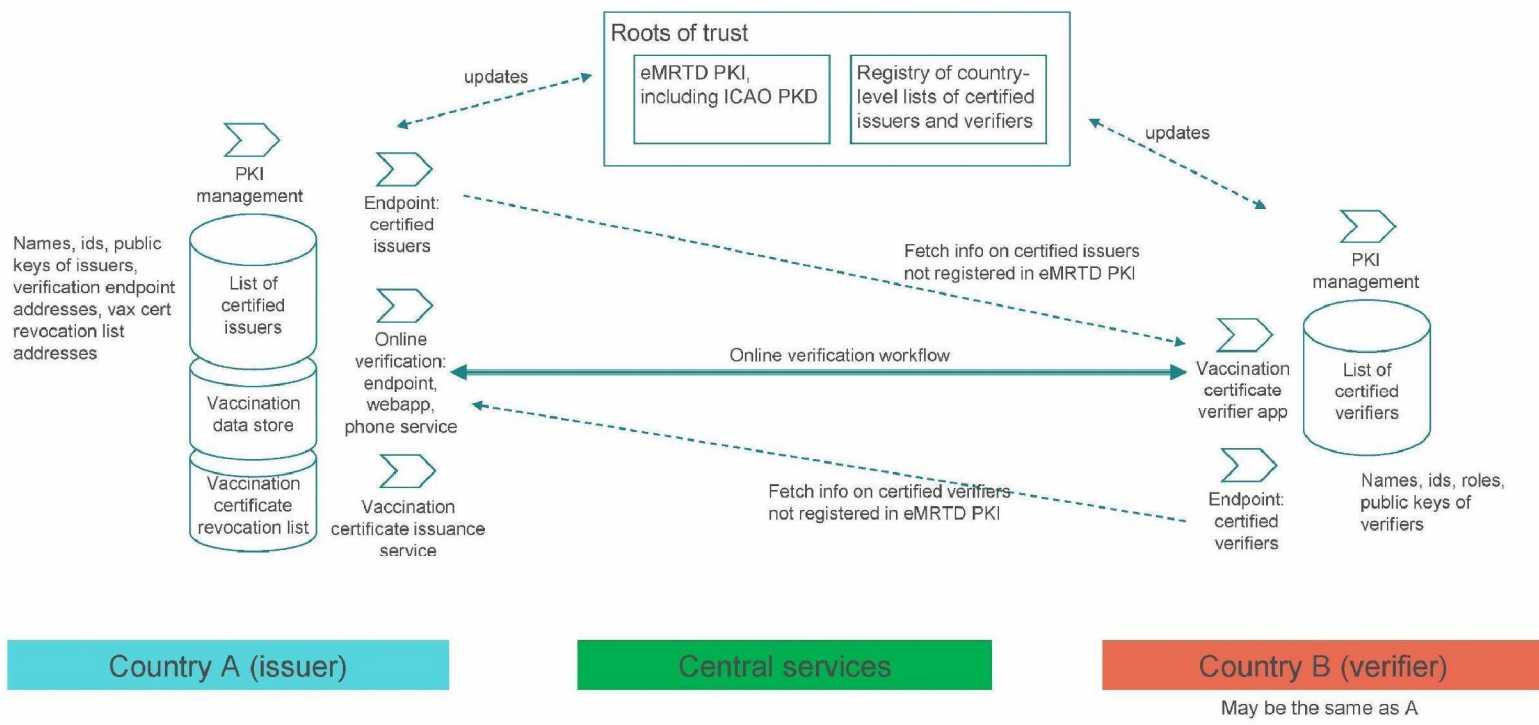 Roots of trust
eMRTD PKI,
including ICAO PKD
Registry of country-
level lists of certified
issuers and verifiers
updates
updates
PKI
management
Names, ids, public
keys of issuers,
verification endpoint
addresses, vax cert
revocation list
addresses
List of
certified
issuers
Vaccination
data store
Vaccination
certificate
revocation list
Endpoint:
certified
issuers
Online
verification:
endpoint,
webapp,
phone service
Vaccination
certificate issuance
service
Fetch info on certified issuers
not registered in eMRTD PKI
Online verification workflow
Fetch info on certified verifiers
not registered in eMRTD PKI
Vaccination
certificate
verifier app
Endpoint:
certified
verifiers
PKI
management
List of
certified
verifiers
Names, ids, roles,
public keys of
verifiers
Country A (issuer)
Central services
Country B (verifier)
May be the same as A